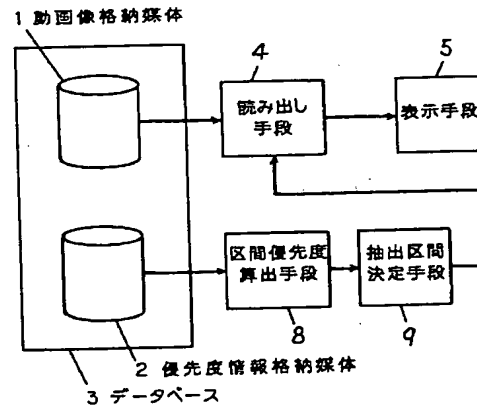 1 動画像格納媒体
4
読み出し
手段
5
表示手段
区間優先度
算出手段
8
抽出区間
決定手段
9
2 優先度情報格納媒体
3 データベース